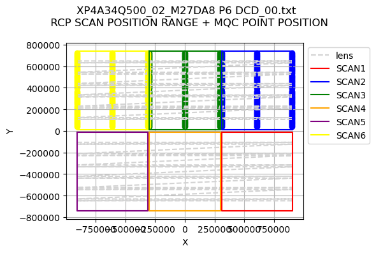 XP4A34Q500_02_M27DA8 P6 DCD_00.txt
RCP SCAN POSITION RANGE + MQC POINT POSITION
800000
600000
400000
200000
0
−200000
−400000
−600000
−800000
Y
−750000
−500000
−250000
0
250000
500000
750000
X
lens
SCAN1
SCAN2
SCAN3
SCAN4
SCAN5
SCAN6